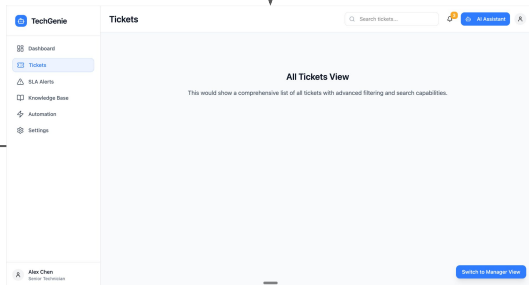 TechGenie
Dashboard
Tickets
SLA Alerts
Knowledge Base
Automation
Settings
Alex Chen
Senior Technician
Tickets
Search tickets...
AI Assistant
All Tickets View
This would show a comprehensive list of all tickets with advanced filtering and search capabilities.
Switch to Manager View